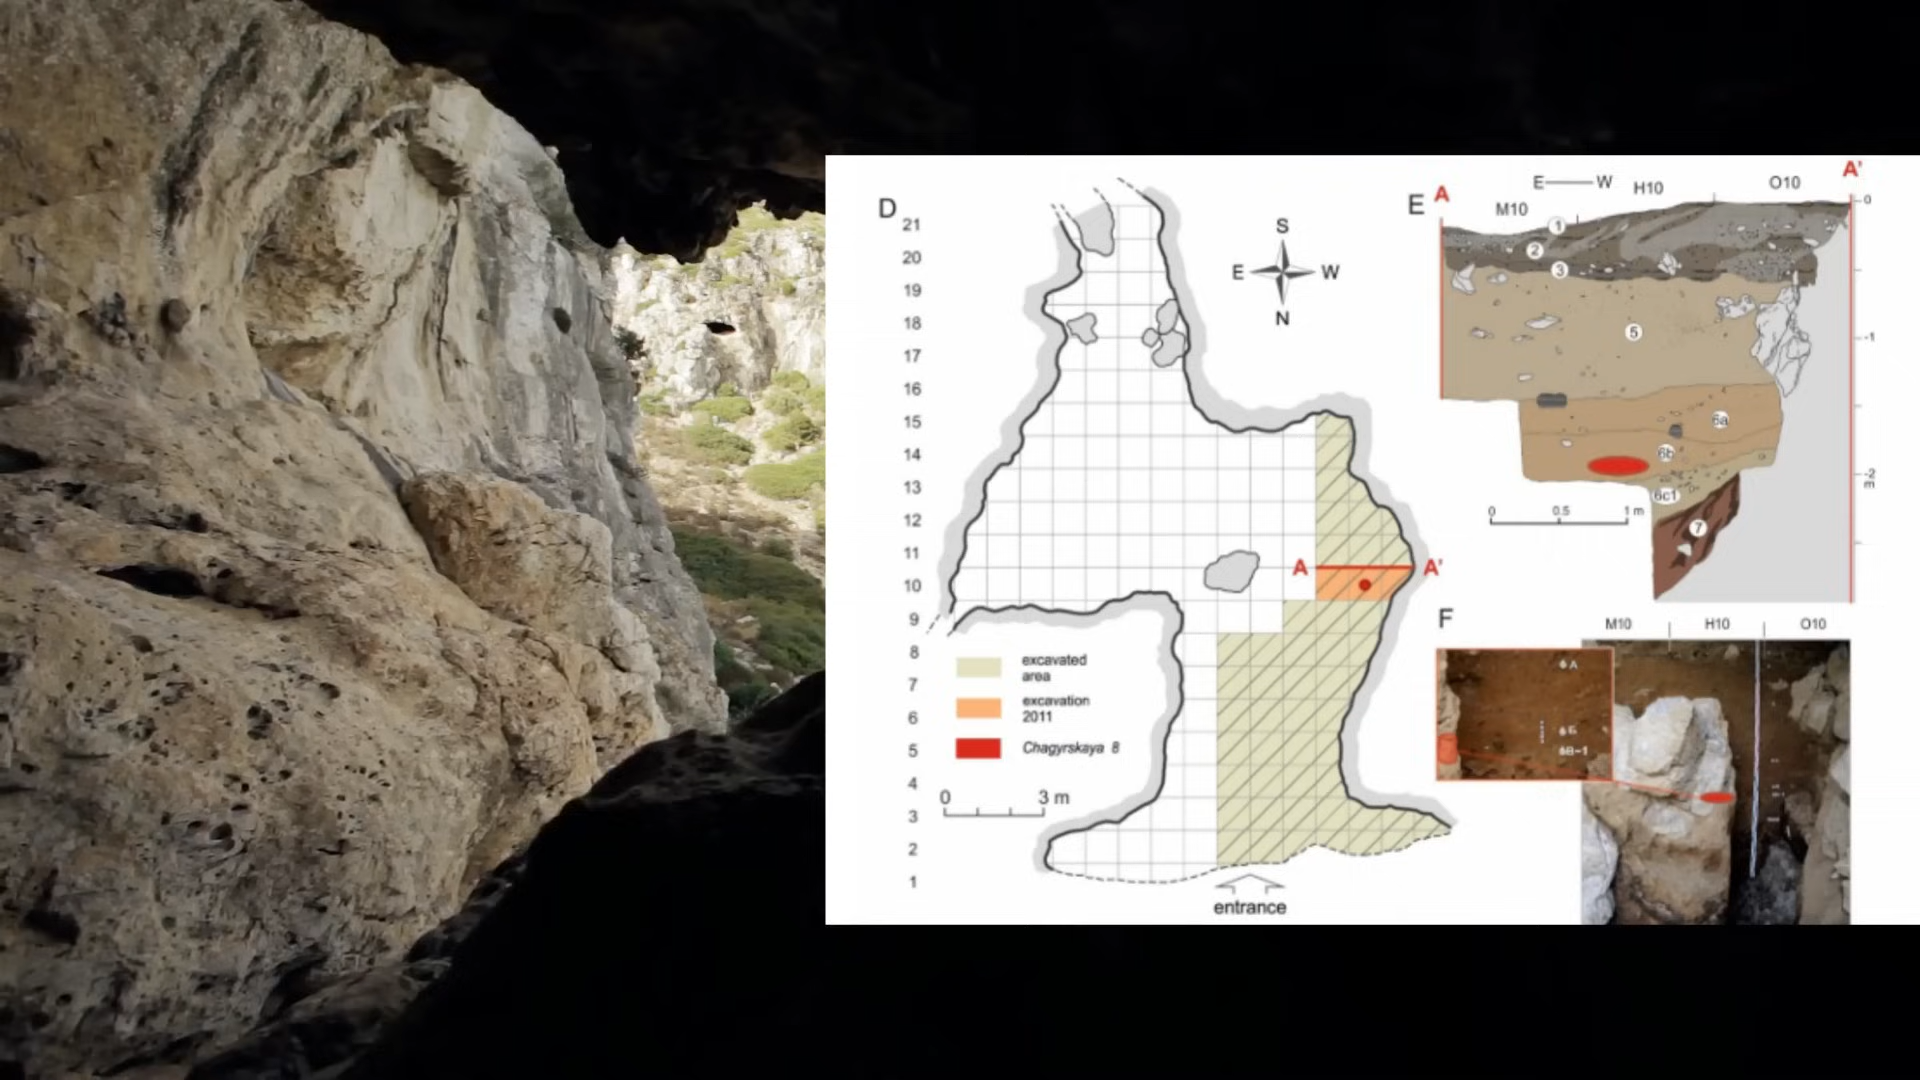 D
21
20
19
18
17
16
15
14
13
12
11
10
9
8
7
6
5
4
3
2
1
S
E W
N
A A'
excavated
area
excavation
2011
Chagyrskaya 8
0 3 m
entrance
E
A
A'
E W
M10
H10
O10
0
-1
-2
m
1
2
3
5
6a
6b
6c1
7
0 0.5 1 m
F
M10
H10
O10
A
Б
B-1